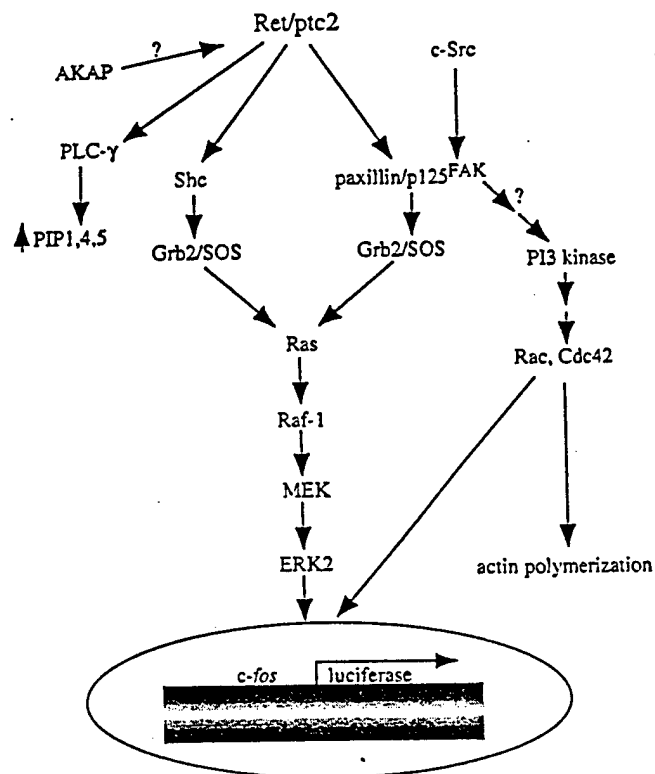 Ret/ptc2
?
c-Src
AKAP
PLC-γ
Shc
paxillin/p125FAK
?
PIP1,4,5
Grb2/SOS
Grb2/SOS
PI3 kinase
Ras
Rac, Cdc42
Raf-1
MEK
ERK2
actin polymerization
c-fos
luciferase